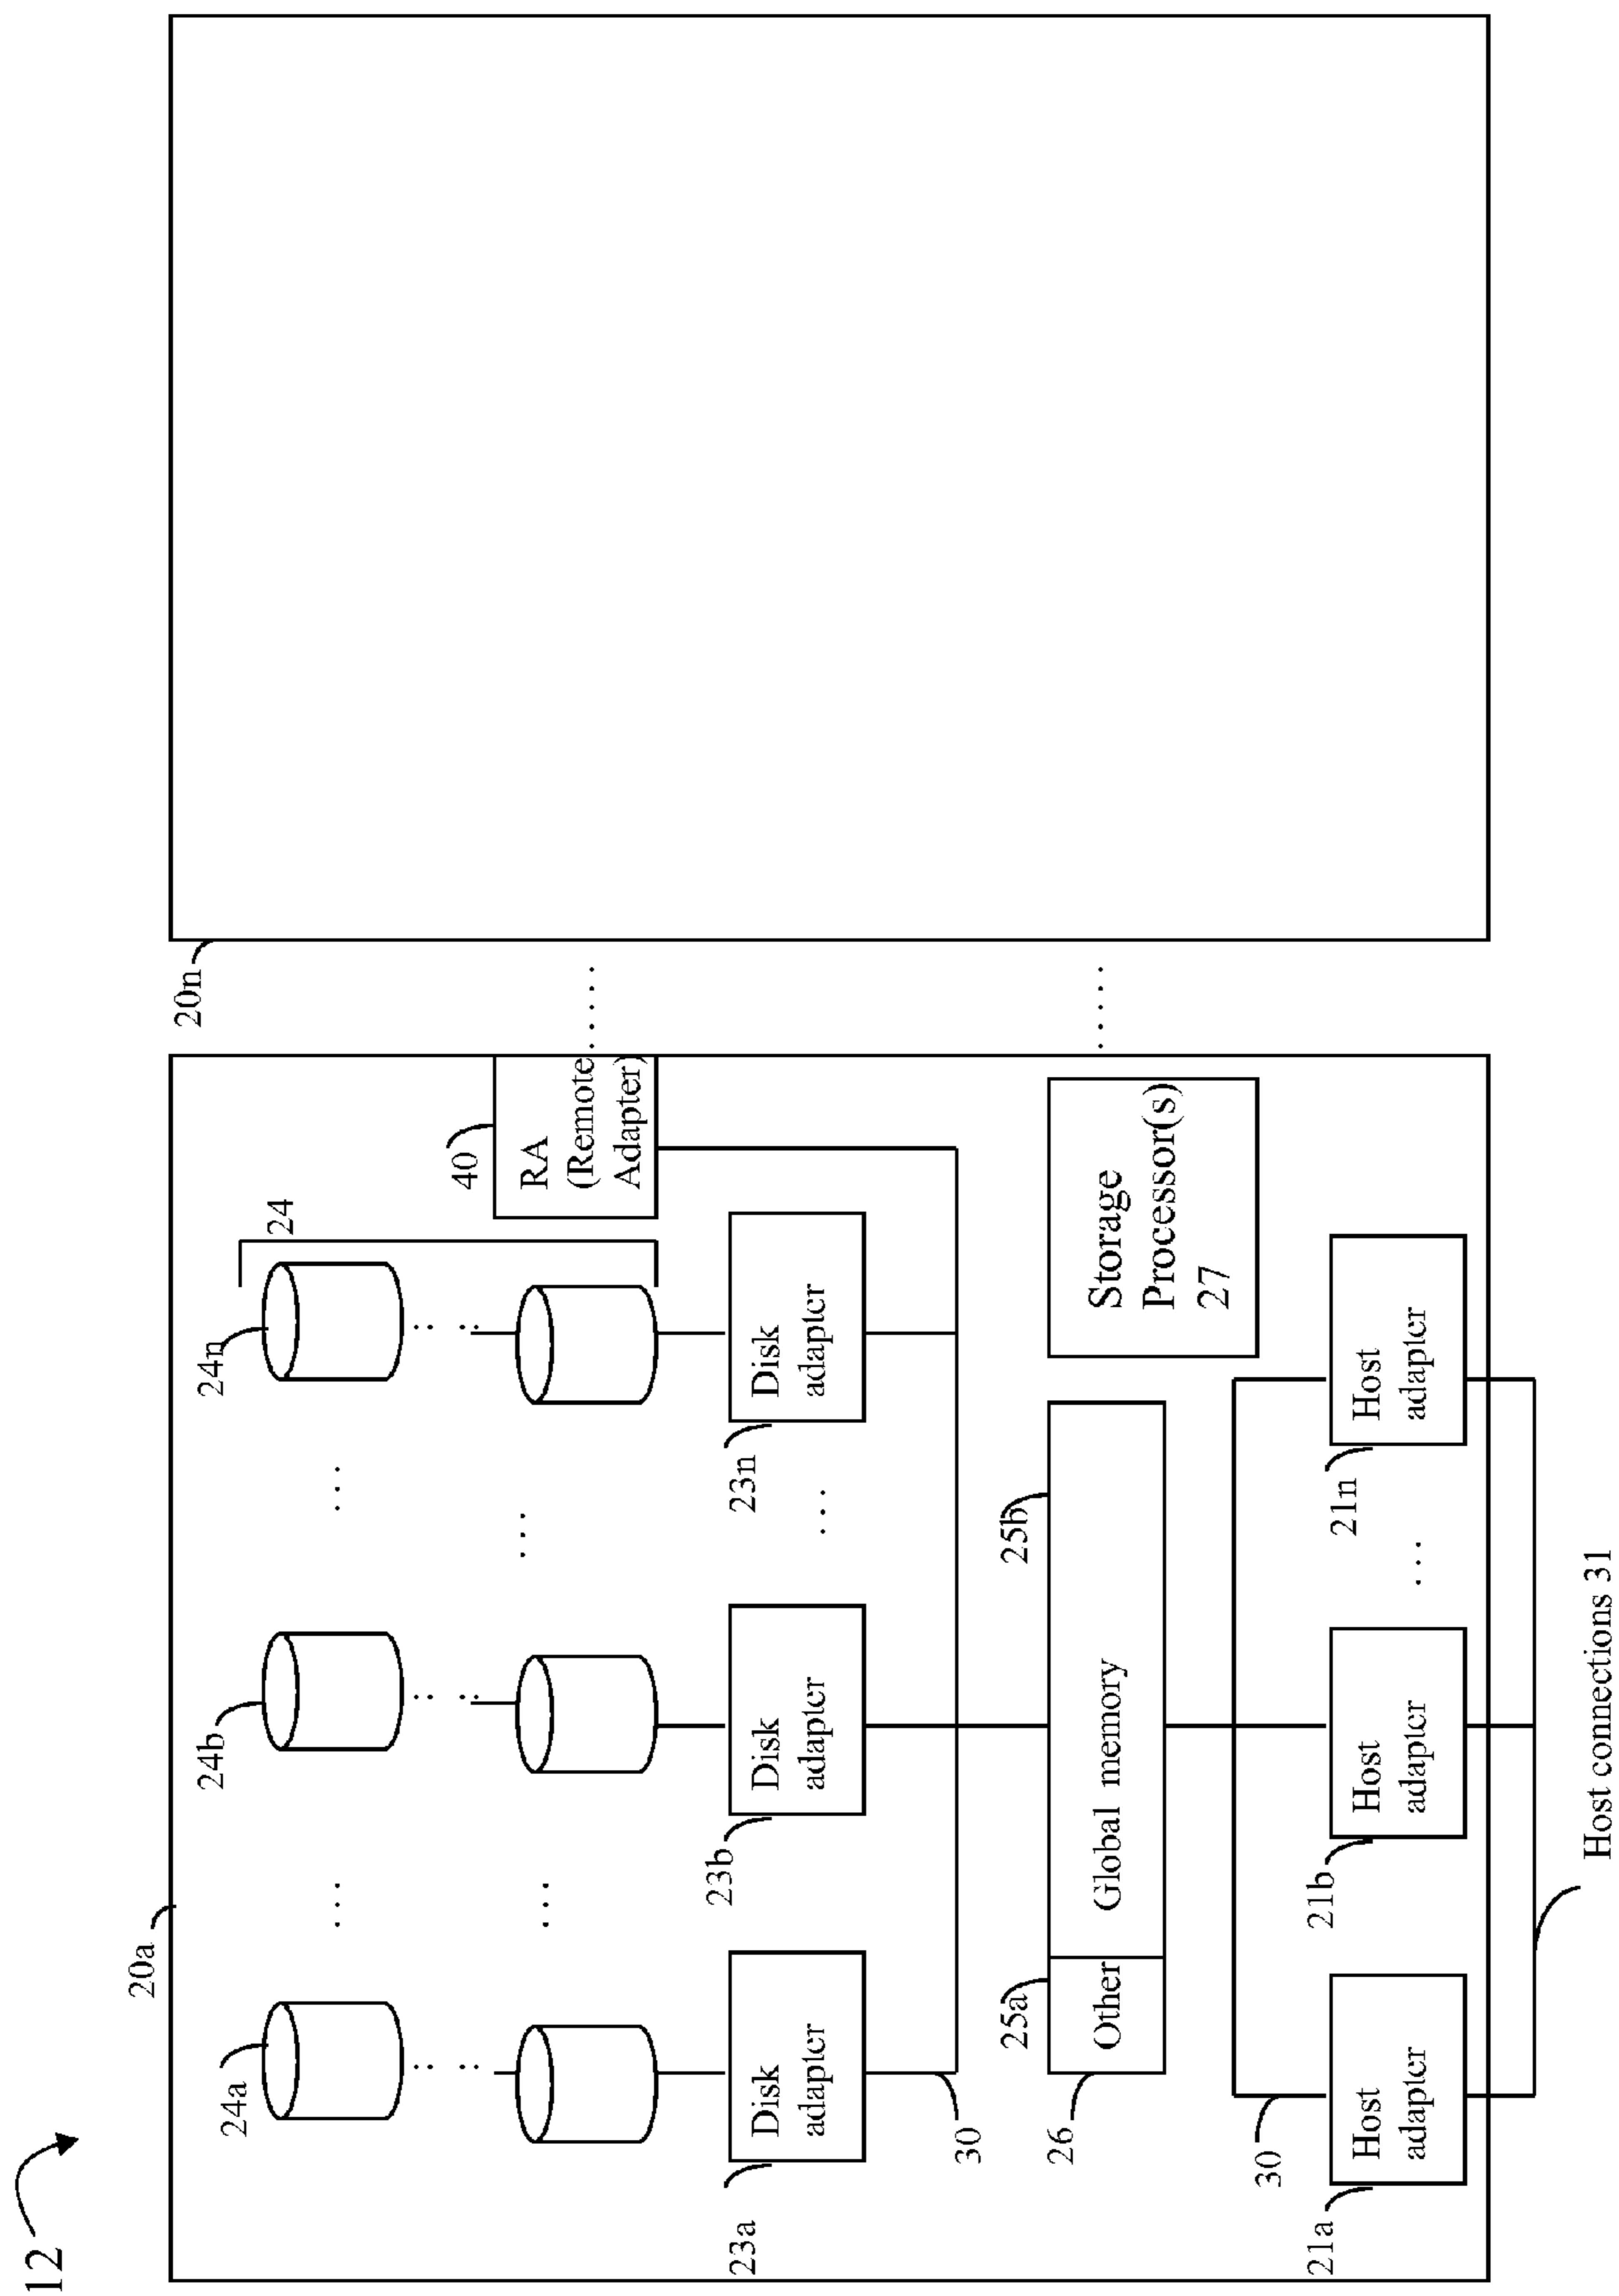 12
20a
20n
24a
24b
24n
24
40
RA
(Remote
Adapter)
23a
Disk
adapter
23b
Disk
adapter
23n
Disk
adapter
30
26
25a
Other
25b
Global memory
Storage
Processor(s)
27
30
21a
Host
adapter
21b
Host
adapter
21n
Host
adapter
Host connections 31